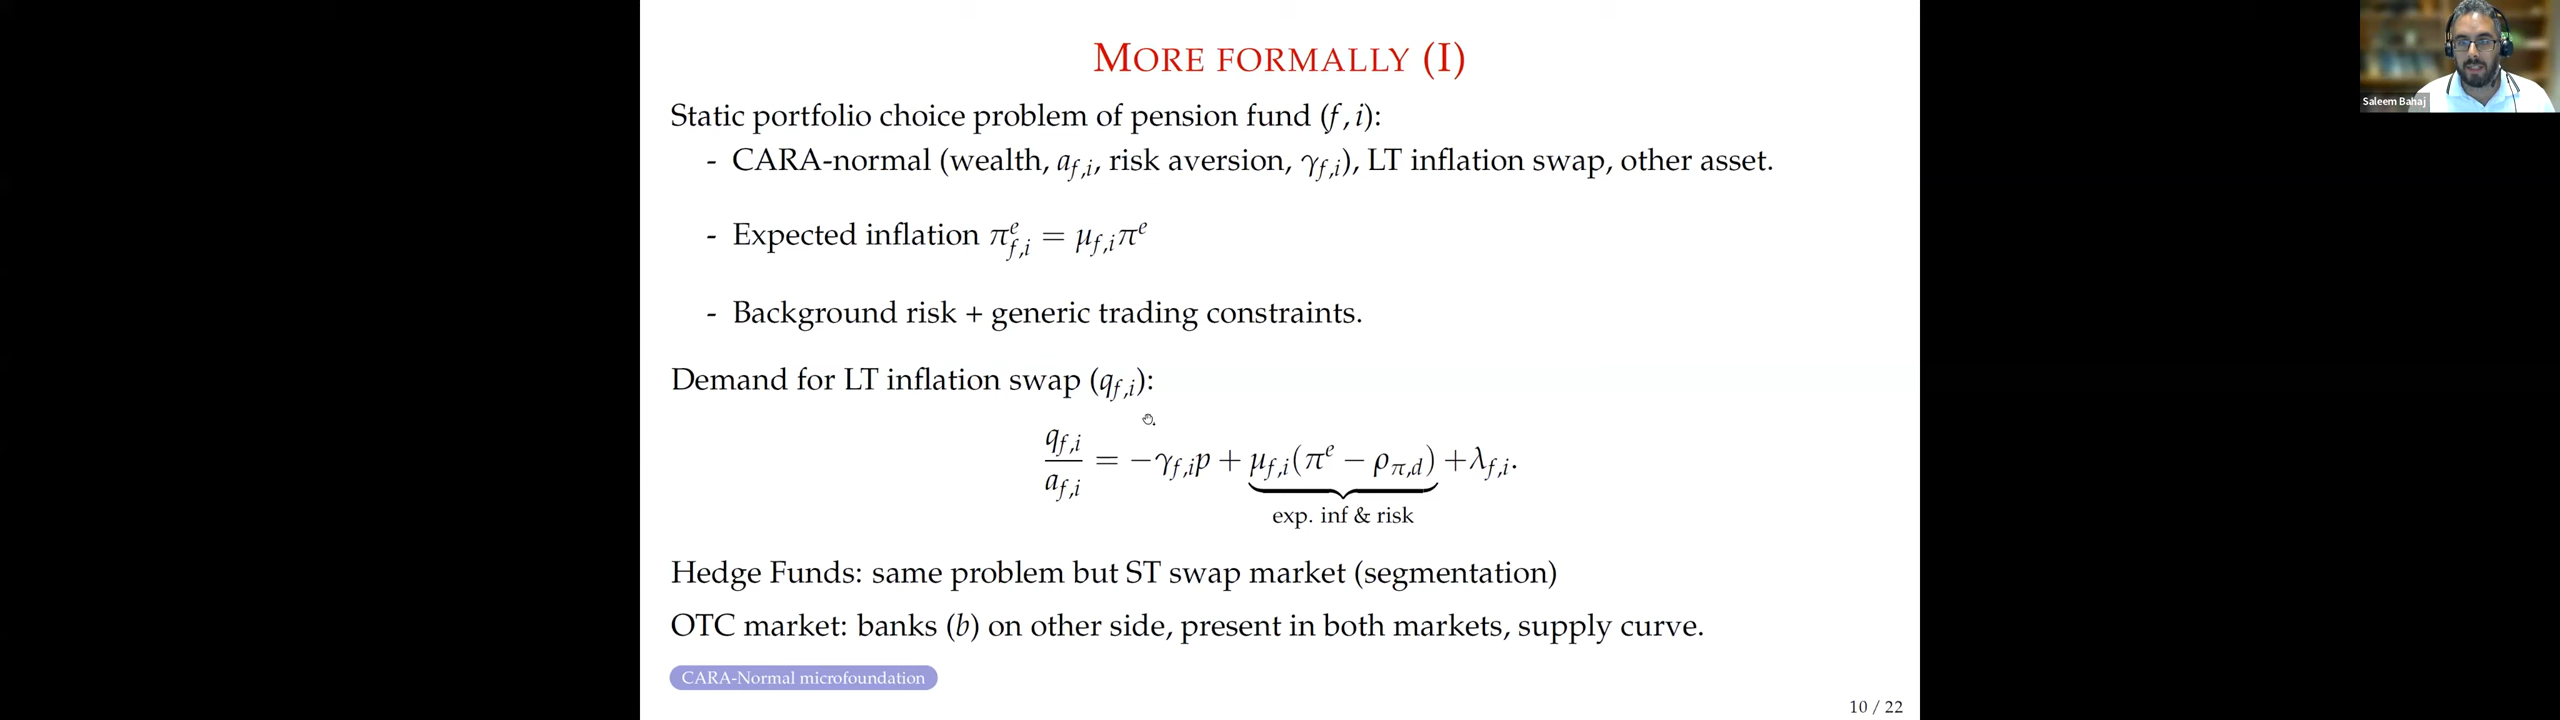 MORE FORMALLY (I)
Static portfolio choice problem of pension fund (f, i):
- CARA-normal (wealth, a_{f,i}, risk aversion, γ_{f,i}), LT inflation swap, other asset.
- Expected inflation π^e_{f,i} = μ_{f,i}π^e
- Background risk + generic trading constraints.
Demand for LT inflation swap (q_{f,i}):
q_{f,i}/a_{f,i} = −γ_{f,i}p + μ_{f,i}(π^e − ρ_{π,d}) + λ_{f,i}.
exp. inf & risk
Hedge Funds: same problem but ST swap market (segmentation)
OTC market: banks (b) on other side, present in both markets, supply curve.
CARA-Normal microfoundation
10 / 22
Saleem Bahaj